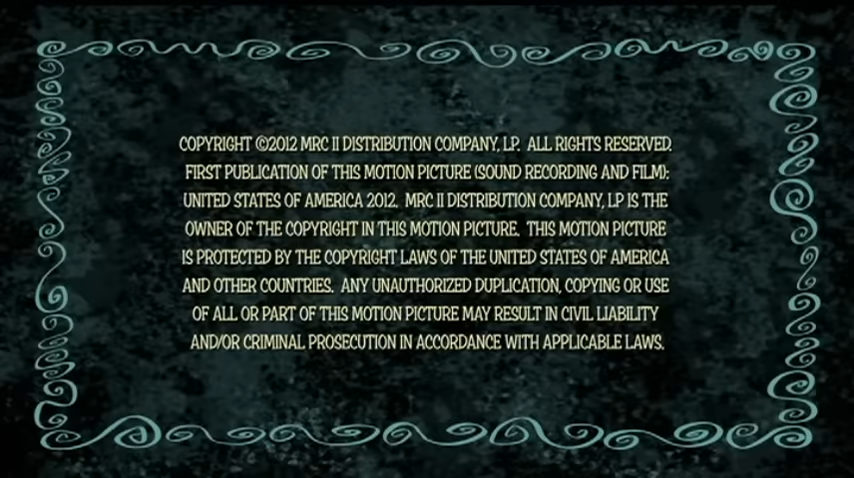 COPYRIGHT ©2012 MRC II DISTRIBUTION COMPANY, LP. ALL RIGHTS RESERVED.
FIRST PUBLICATION OF THIS MOTION PICTURE (SOUND RECORDING AND FILM):
UNITED STATES OF AMERICA 2012. MRC II DISTRIBUTION COMPANY, LP IS THE
OWNER OF THE COPYRIGHT IN THIS MOTION PICTURE. THIS MOTION PICTURE
IS PROTECTED BY THE COPYRIGHT LAWS OF THE UNITED STATES OF AMERICA
AND OTHER COUNTRIES. ANY UNAUTHORIZED DUPLICATION, COPYING OR USE
OF ALL OR PART OF THIS MOTION PICTURE MAY RESULT IN CIVIL LIABILITY
AND/OR CRIMINAL PROSECUTION IN ACCORDANCE WITH APPLICABLE LAWS.